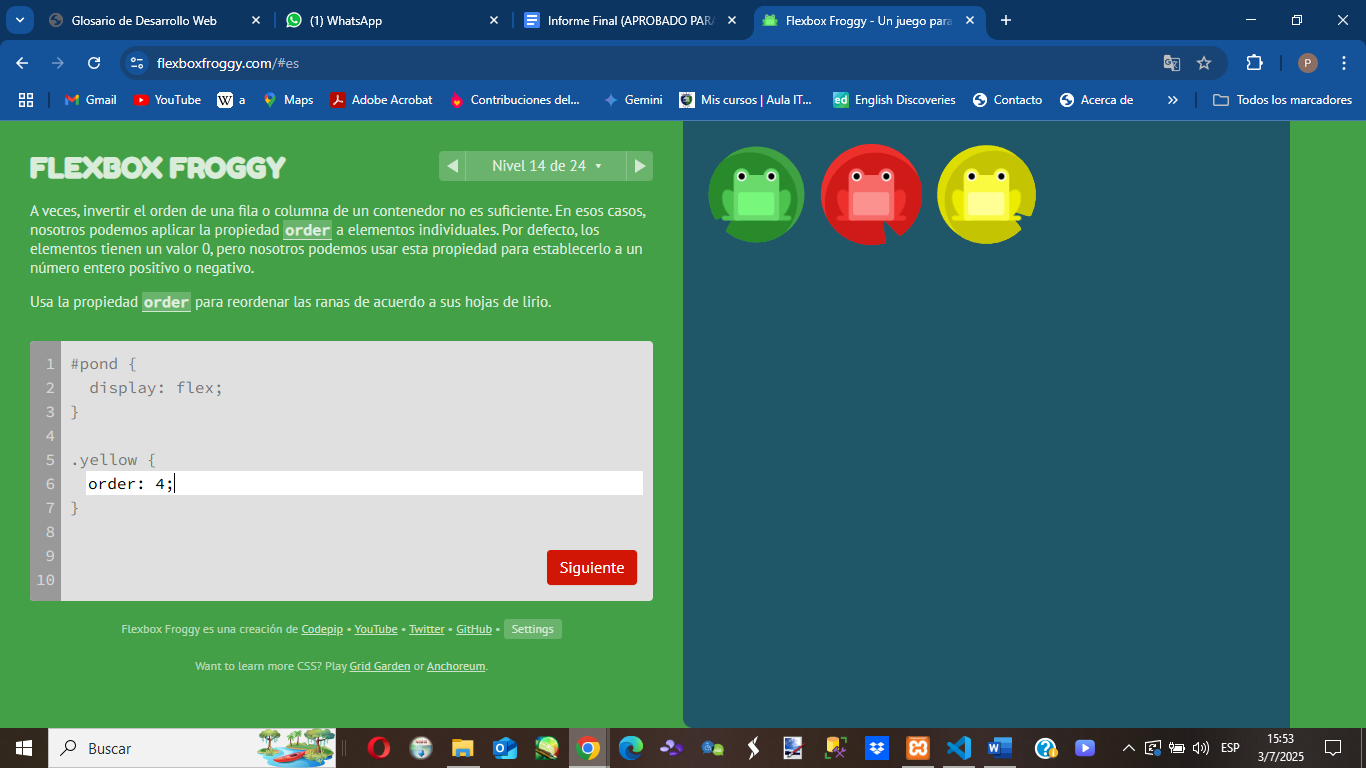 Glosario de Desarrollo Web
(1) WhatsApp
Informe Final (APROBADO PARA
Flexbox Froggy - Un juego para
flexboxfroggy.com/#es
P
Gmail
YouTube
W a
Maps
Adobe Acrobat
Contribuciones del...
Gemini
Mis cursos | Aula IT...
ed English Discoveries
Contacto
Acerca de
»
Todos los marcadores
FLEXBOX FROGGY
Nivel 14 de 24
A veces, invertir el orden de una fila o columna de un contenedor no es suficiente. En esos casos,
nosotros podemos aplicar la propiedad order a elementos individuales. Por defecto, los
elementos tienen un valor 0, pero nosotros podemos usar esta propiedad para establecerlo a un
número entero positivo o negativo.
Usa la propiedad order para reordenar las ranas de acuerdo a sus hojas de lirio.
1 #pond {
2 display: flex;
3 }
4
5 .yellow {
6 order: 4;
7 }
8
9
10
Siguiente
Flexbox Froggy es una creación de Codepip • YouTube • Twitter • GitHub • Settings
Want to learn more CSS? Play Grid Garden or Anchoreum.
Buscar
ESP
15:53
3/7/2025